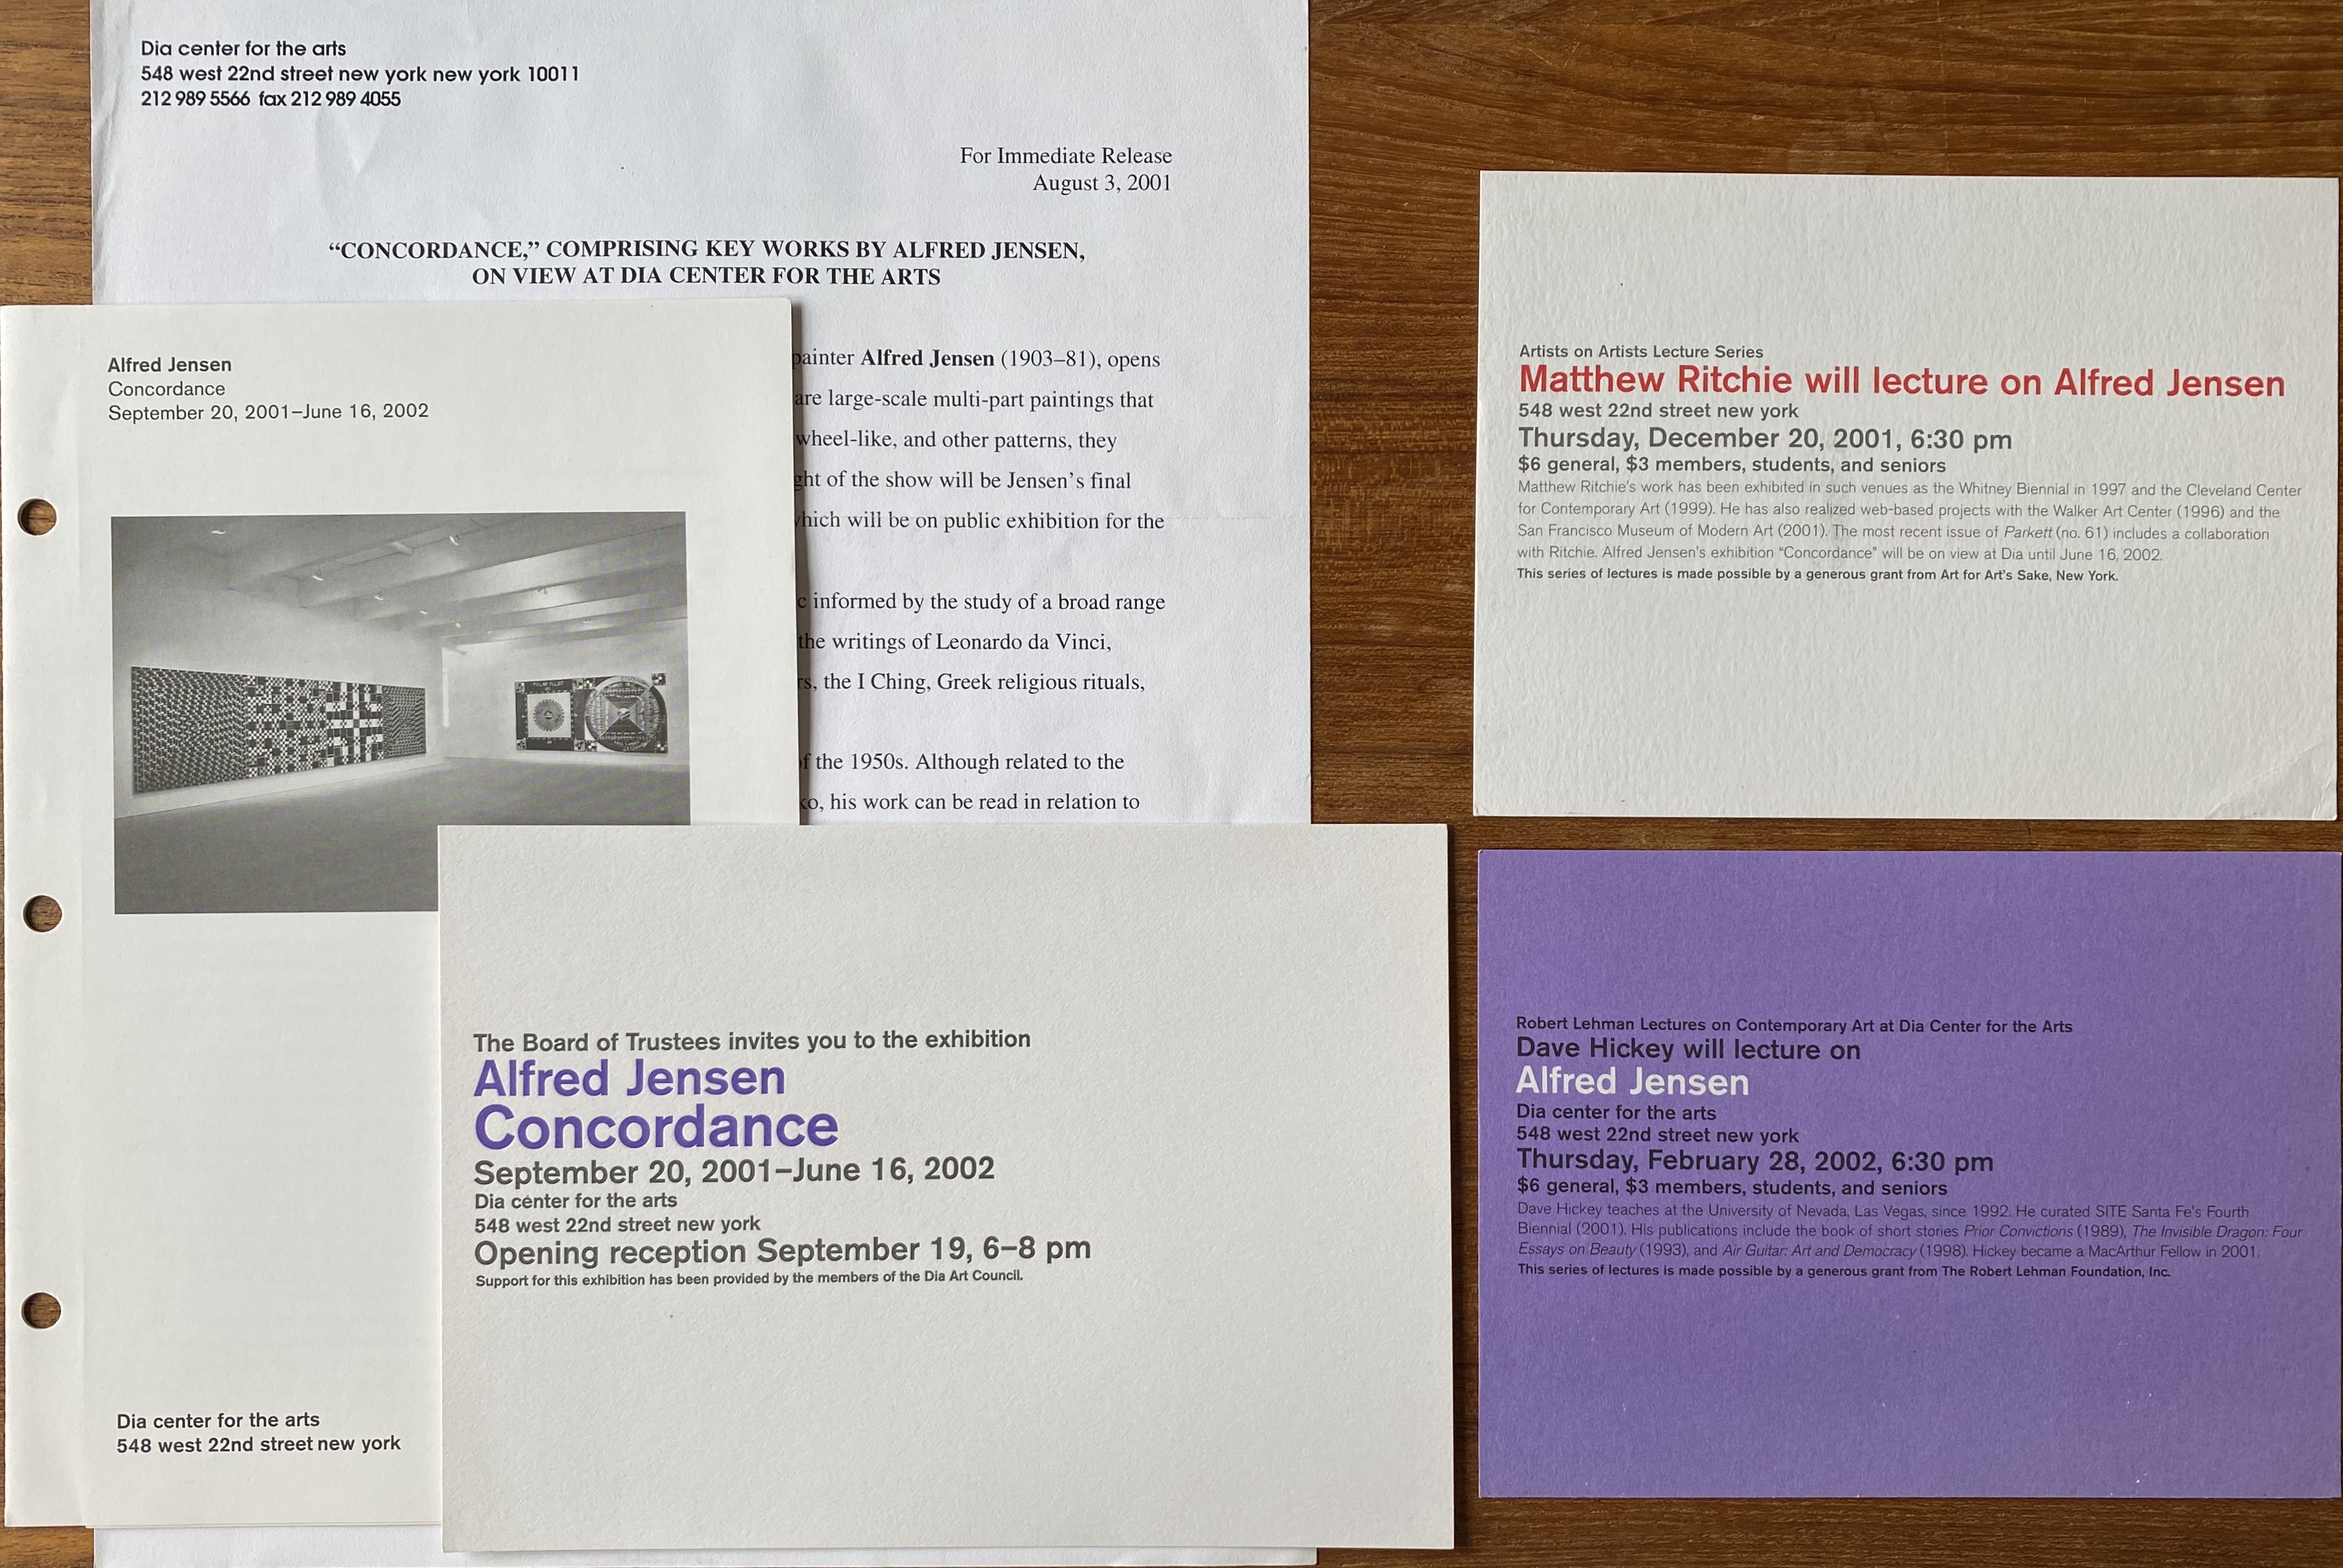 Dia center for the arts
548 west 22nd street new york new york 10011
212 989 5566 fax 212 989 4055
For Immediate Release
August 3, 2001
“CONCORDANCE,” COMPRISING KEY WORKS BY ALFRED JENSEN,
ON VIEW AT DIA CENTER FOR THE ARTS
painter Alfred Jensen (1903–81), opens
are large-scale multi-part paintings that
wheel-like, and other patterns, they
of the show will be Jensen’s final
which will be on public exhibition for the
informed by the study of a broad range
the writings of Leonardo da Vinci,
the I Ching, Greek religious rituals,
of the 1950s. Although related to the
his work can be read in relation to
Alfred Jensen
Concordance
September 20, 2001–June 16, 2002
Dia center for the arts
548 west 22nd street new york
The Board of Trustees invites you to the exhibition
Alfred Jensen
Concordance
September 20, 2001–June 16, 2002
Dia center for the arts
548 west 22nd street new york
Opening reception September 19, 6–8 pm
Support for this exhibition has been provided by the members of the Dia Art Council.
Artists on Artists Lecture Series
Matthew Ritchie will lecture on Alfred Jensen
548 west 22nd street new york
Thursday, December 20, 2001, 6:30 pm
$6 general, $3 members, students, and seniors
Matthew Ritchie's work has been exhibited in such venues as the Whitney Biennial in 1997 and the Cleveland Center
for Contemporary Art (1999). He has also realized web-based projects with the Walker Art Center (1996) and the
San Francisco Museum of Modern Art (2001). The most recent issue of Parkett (no. 61) includes a collaboration
with Ritchie. Alfred Jensen's exhibition "Concordance" will be on view at Dia until June 16, 2002.
This series of lectures is made possible by a generous grant from Art for Art's Sake, New York.
Robert Lehman Lectures on Contemporary Art at Dia Center for the Arts
Dave Hickey will lecture on
Alfred Jensen
Dia center for the arts
548 west 22nd street new york
Thursday, February 28, 2002, 6:30 pm
$6 general, $3 members, students, and seniors
Dave Hickey teaches at the University of Nevada, Las Vegas, since 1992. He curated SITE Santa Fe's Fourth
Biennial (2001). His publications include the book of short stories Prior Convictions (1989), The Invisible Dragon: Four
Essays on Beauty (1993), and Air Guitar: Art and Democracy (1998). Hickey became a MacArthur Fellow in 2001.
This series of lectures is made possible by a generous grant from The Robert Lehman Foundation, Inc.